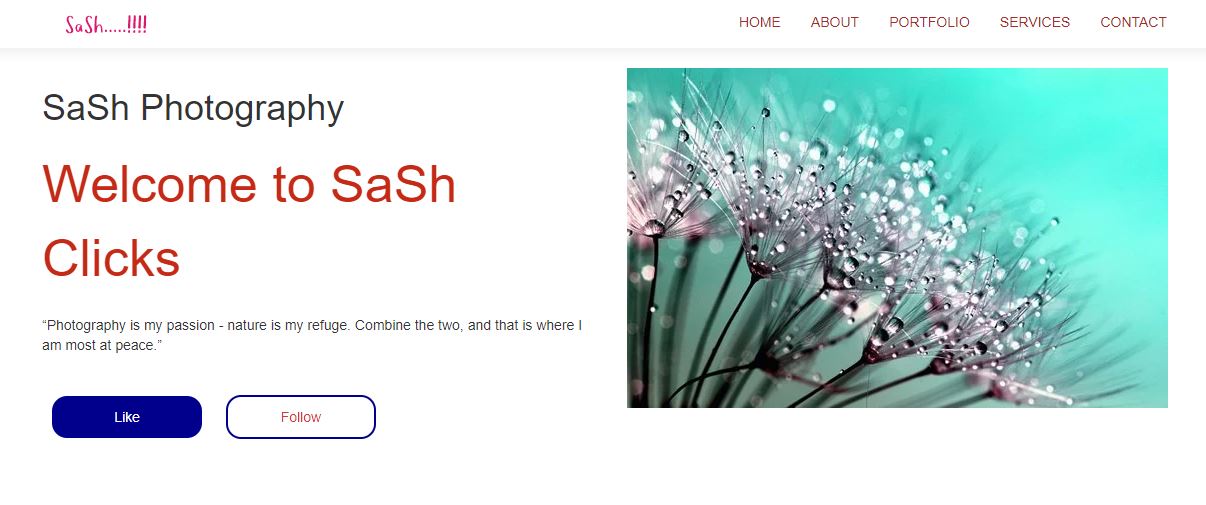 SaSh.....!!!!
HOME ABOUT PORTFOLIO SERVICES CONTACT
SaSh Photography
Welcome to SaSh
Clicks
“Photography is my passion - nature is my refuge. Combine the two, and that is where I
am most at peace.”
Like Follow